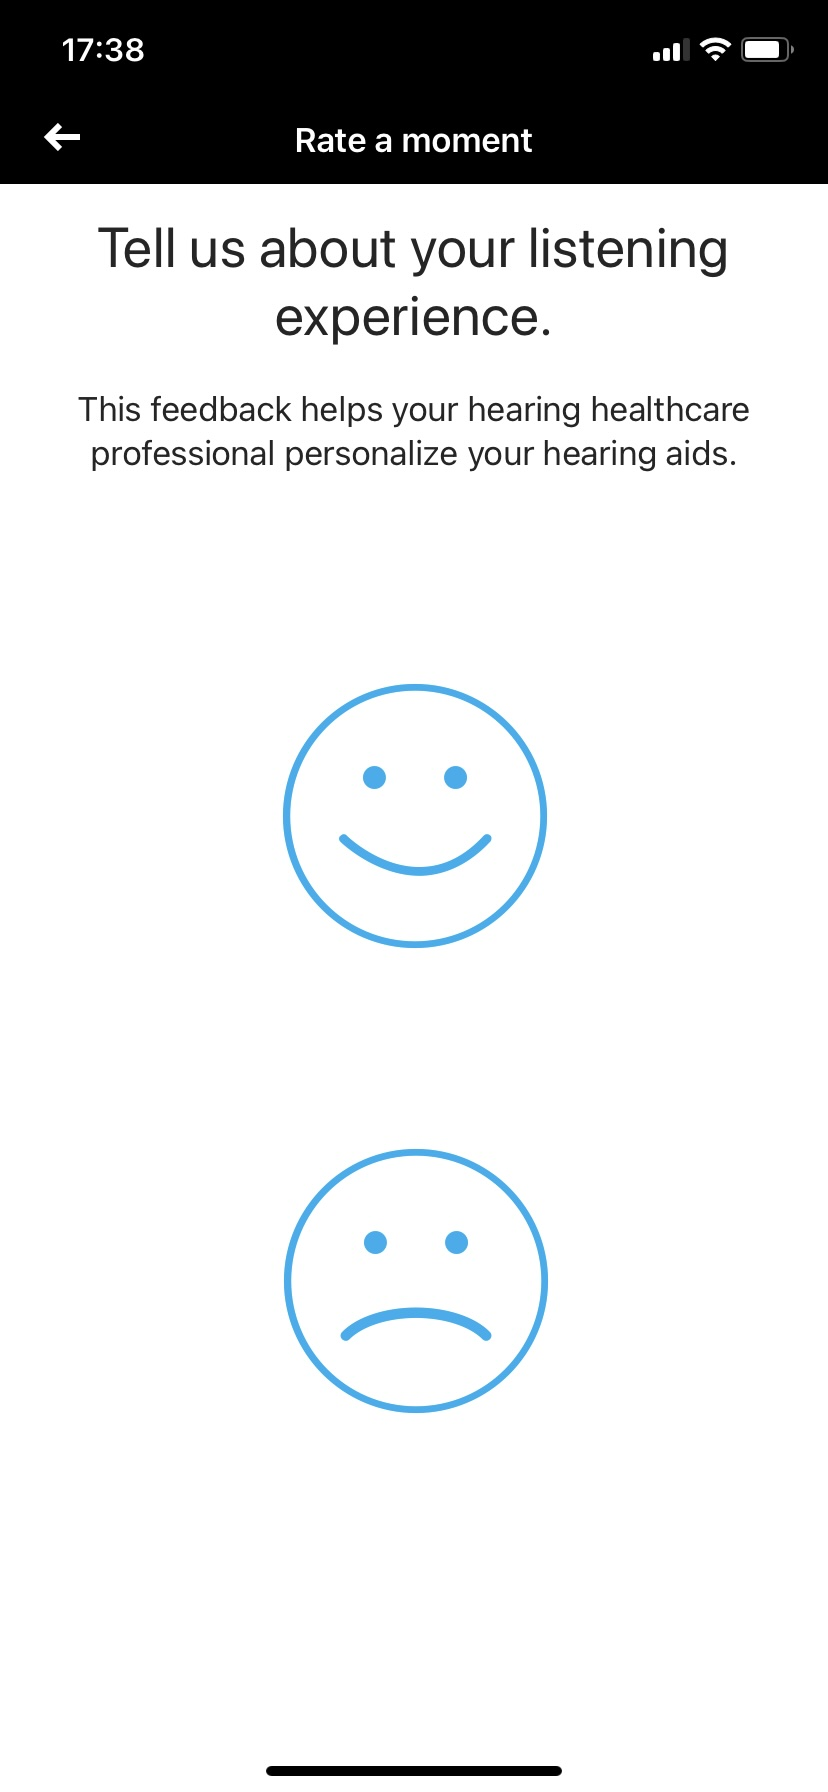 17:38
Rate a moment
Tell us about your listening
experience.
This feedback helps your hearing healthcare
professional personalize your hearing aids.